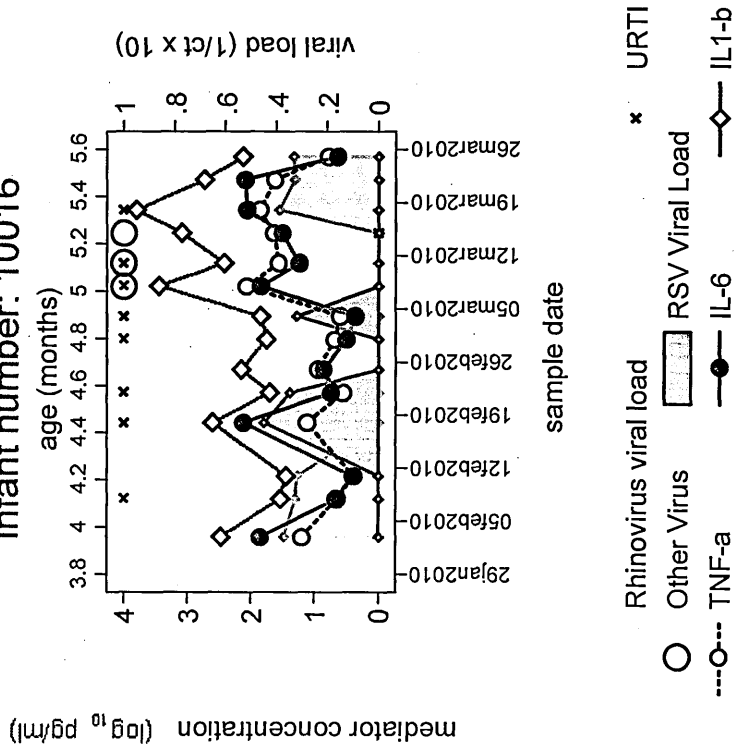 Infant number: 10016
age (months)
3.8 4 4.2 4.4 4.6 4.8 5 5.2 5.4 5.6
mediator concentration (log10 pg/ml)
4
3
2
1
0
viral load (1/ct x 10)
1
.8
.6
.4
.2
0
29jan2010
05feb2010
12feb2010
19feb2010
26feb2010
05mar2010
12mar2010
19mar2010
26mar2010
sample date
Rhinovirus viral load
× URTI
Other Virus
RSV Viral Load
TNF-a
IL-6
IL1-b